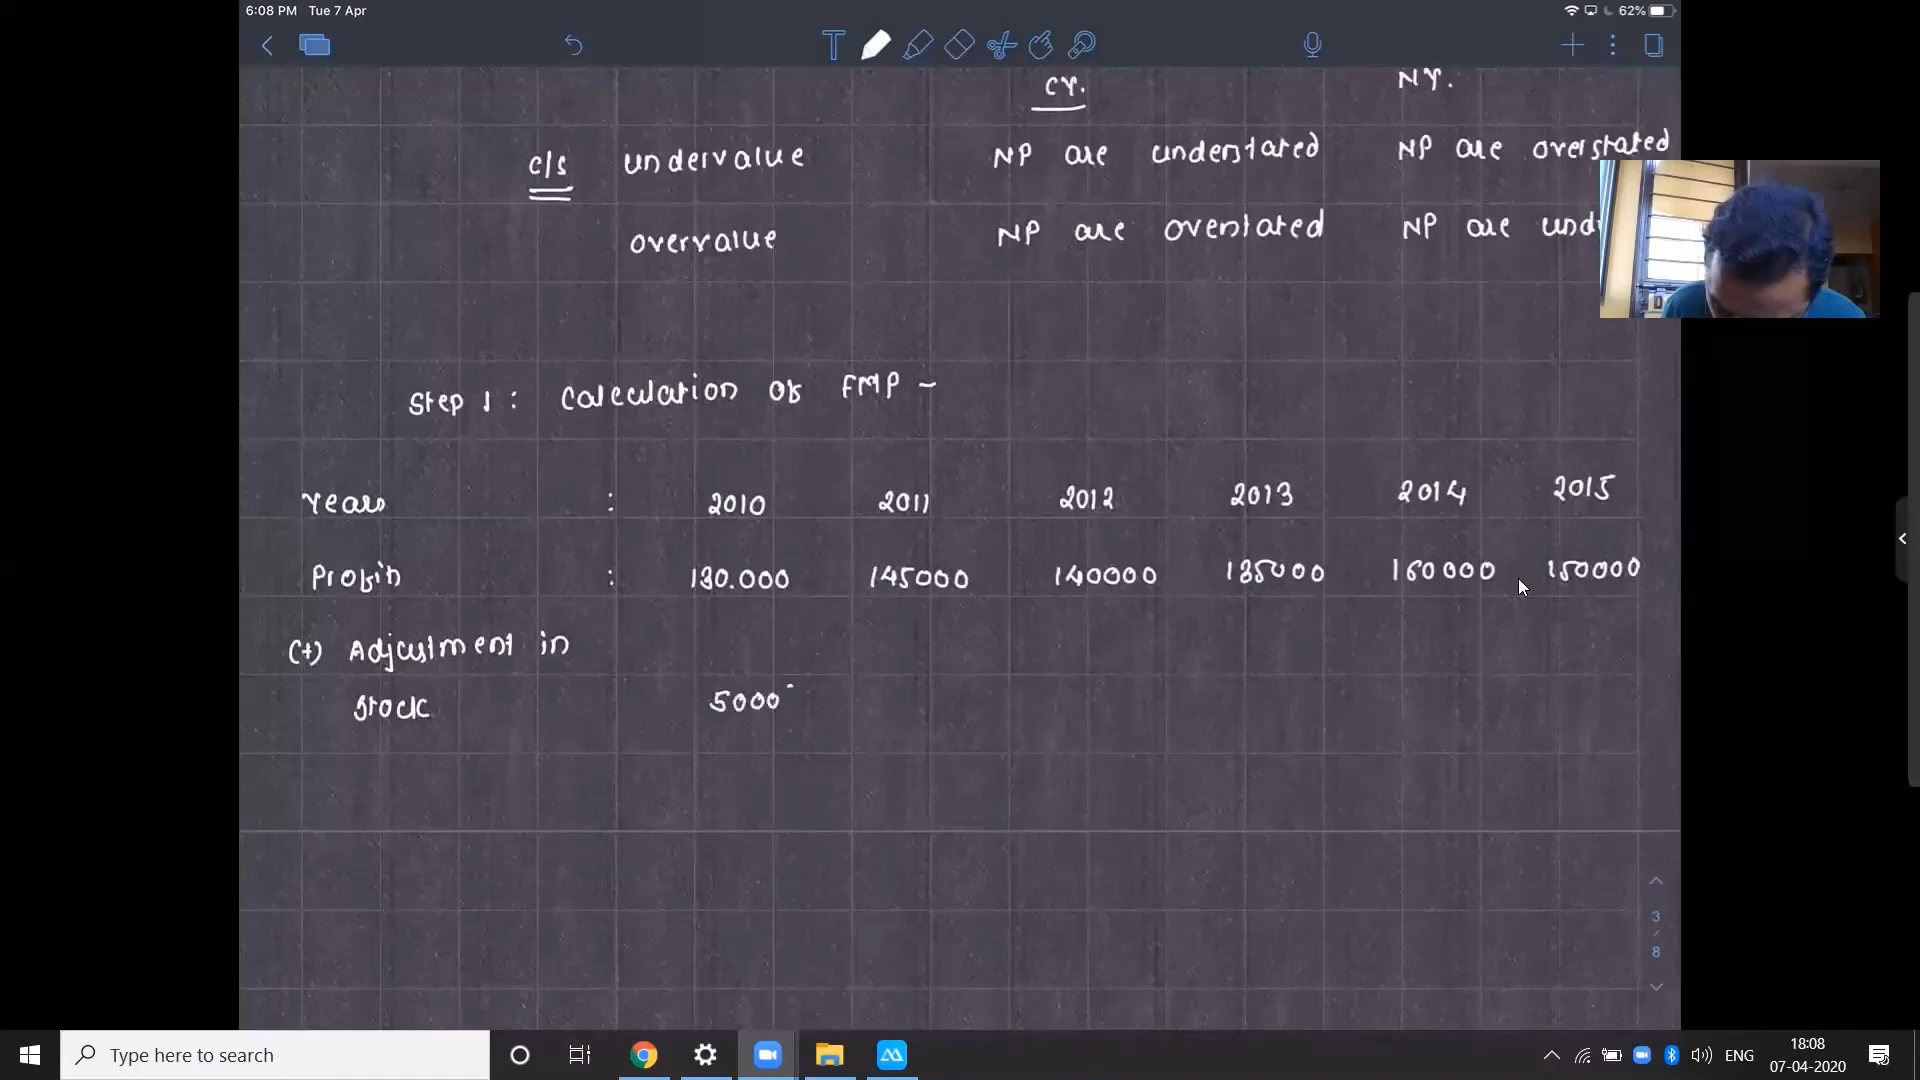 6:08 PM Tue 7 Apr
62%
CY. NY.
C/S undervalue NP are understated NP are overstated
overvalue NP are overstated NP are und
Step 1: Calculation of FMP -
Years : 2010 2011 2012 2013 2014 2015
Profits : 130.000 145000 140000 135000 160000 150000
(+) Adjustment in
Stock 5000
3
8
Type here to search
ENG
18:08
07-04-2020